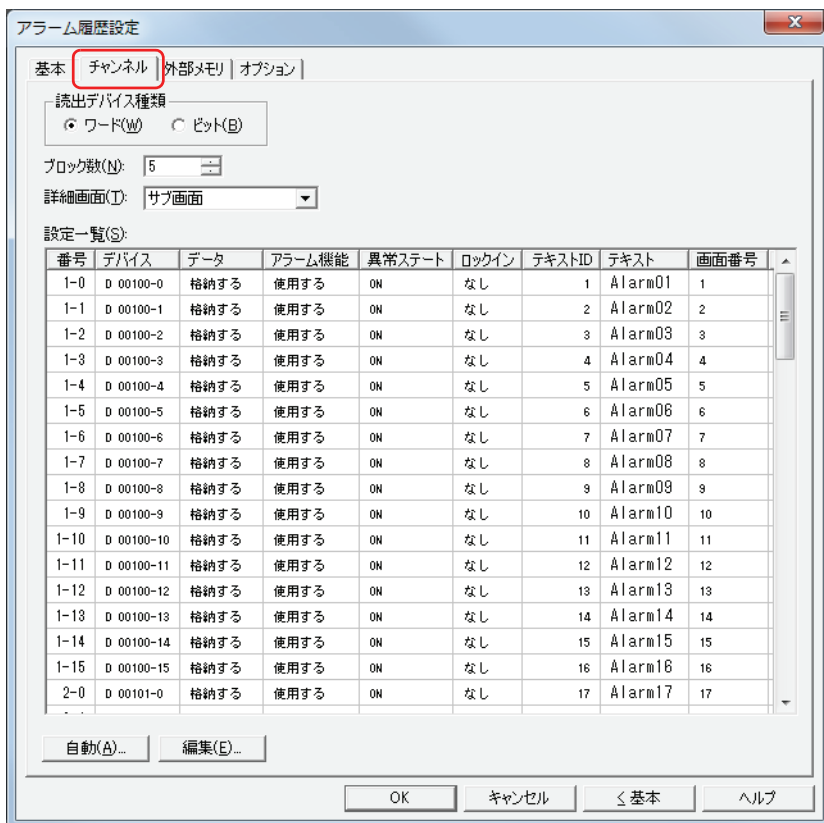 アラーム履歴設定
基本 チャンネル 外部メモリ オプション
読出デバイス種類
ワード(W) ビット(B)
ブロック数(N): 5
詳細画面(T): サブ画面
設定一覧(S):
番号 デバイス データ アラーム機能 異常ステート ロックイン テキストID テキスト 画面番号
1-0 D 00100-0 格納する 使用する ON なし 1 Alarm01 1
1-1 D 00100-1 格納する 使用する ON なし 2 Alarm02 2
1-2 D 00100-2 格納する 使用する ON なし 3 Alarm03 3
1-3 D 00100-3 格納する 使用する ON なし 4 Alarm04 4
1-4 D 00100-4 格納する 使用する ON なし 5 Alarm05 5
1-5 D 00100-5 格納する 使用する ON なし 6 Alarm06 6
1-6 D 00100-6 格納する 使用する ON なし 7 Alarm07 7
1-7 D 00100-7 格納する 使用する ON なし 8 Alarm08 8
1-8 D 00100-8 格納する 使用する ON なし 9 Alarm09 9
1-9 D 00100-9 格納する 使用する ON なし 10 Alarm10 10
1-10 D 00100-10 格納する 使用する ON なし 11 Alarm11 11
1-11 D 00100-11 格納する 使用する ON なし 12 Alarm12 12
1-12 D 00100-12 格納する 使用する ON なし 13 Alarm13 13
1-13 D 00100-13 格納する 使用する ON なし 14 Alarm14 14
1-14 D 00100-14 格納する 使用する ON なし 15 Alarm15 15
1-15 D 00100-15 格納する 使用する ON なし 16 Alarm16 16
2-0 D 00101-0 格納する 使用する ON なし 17 Alarm17 17
自動(A)... 編集(E)...
OK キャンセル <基本 ヘルプ